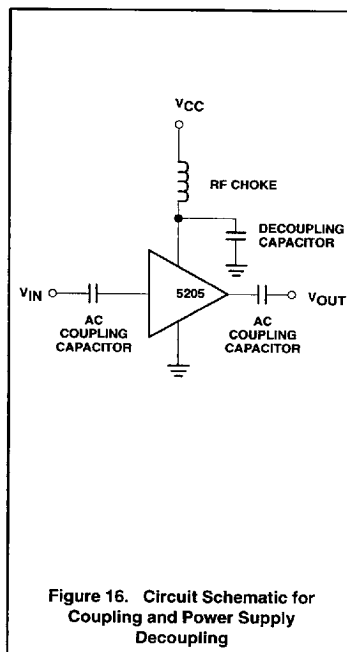 VCC
RF CHOKE
DECOUPLING
CAPACITOR
VIN
5205
VOUT
AC
COUPLING
CAPACITOR
AC
COUPLING
CAPACITOR
Figure 16. Circuit Schematic for
Coupling and Power Supply
Decoupling